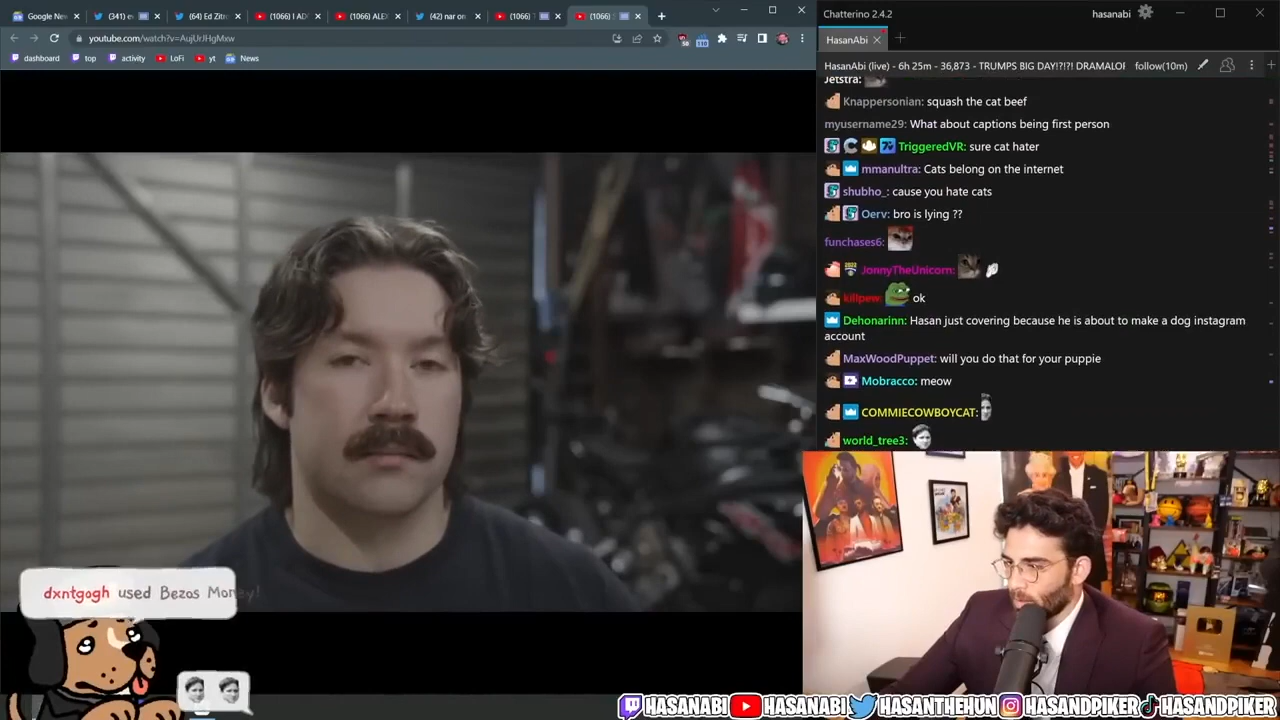 Google Nev
(341) e
(64) Ed Zitr
(1066) I AD
(1066) ALE
(42) nar on
(1066)
(1066)
Chatterino 2.4.2
hasanabi
youtube.com/watch?v=AujUrJHgMxw
HasanAbi
dashboard
top
activity
LoFi
yt
News
HasanAbi (live) - 6h 25m - 36,873 - TRUMPS BIG DAY!?!?! DRAMALOR
follow(10m)
Jetstra:
Knappersonian: squash the cat beef
myusername29: What about captions being first person
TriggeredVR: sure cat hater
mmanultra: Cats belong on the internet
shubho_: cause you hate cats
Oerv: bro is lying ??
funchases6:
JonnyTheUnicorn:
killpew: ok
Dehonarinn: Hasan just covering because he is about to make a dog instagram
account
MaxWoodPuppet: will you do that for your puppie
Mobracco: meow
COMMIECOWBOYCAT:
world_tree3:
dxntgogh used Bezos Money!
HASANABI
HASANABI
HASANTHEHUN
HASANDPIKER
HASANDPIKER